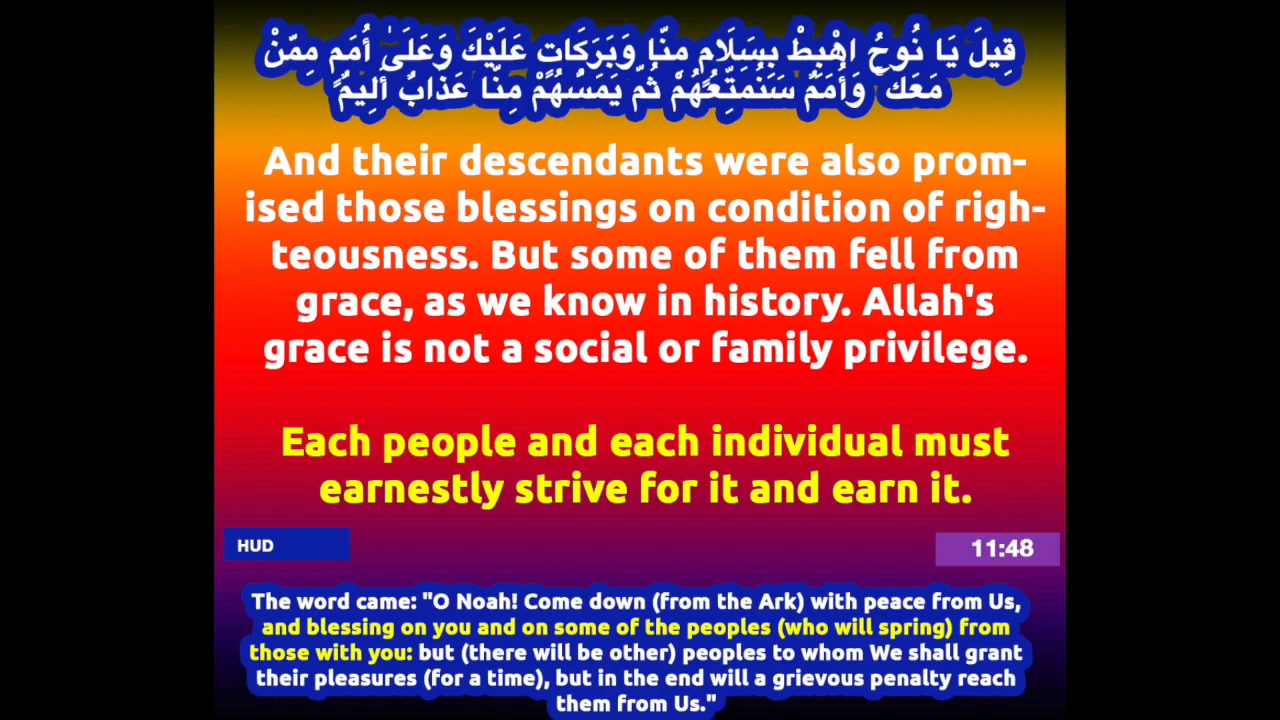 قِيلَ يَا نُوحُ اهْبِطْ بِسَلَامٍ مِنَّا وَبَرَكَاتٍ عَلَيْكَ وَعَلَىٰ أُمَمٍ مِمَّنْ
مَعَكَ ۚ وَأُمَمٌ سَنُمَتِّعُهُمْ ثُمَّ يَمَسُّهُمْ مِنَّا عَذَابٌ أَلِيمٌ
And their descendants were also prom-
ised those blessings on condition of righ-
teousness. But some of them fell from
grace, as we know in history. Allah's
grace is not a social or family privilege.
Each people and each individual must
earnestly strive for it and earn it.
HUD
11:48
The word came: "O Noah! Come down (from the Ark) with peace from Us,
and blessing on you and on some of the peoples (who will spring) from
those with you: but (there will be other) peoples to whom We shall grant
their pleasures (for a time), but in the end will a grievous penalty reach
them from Us."